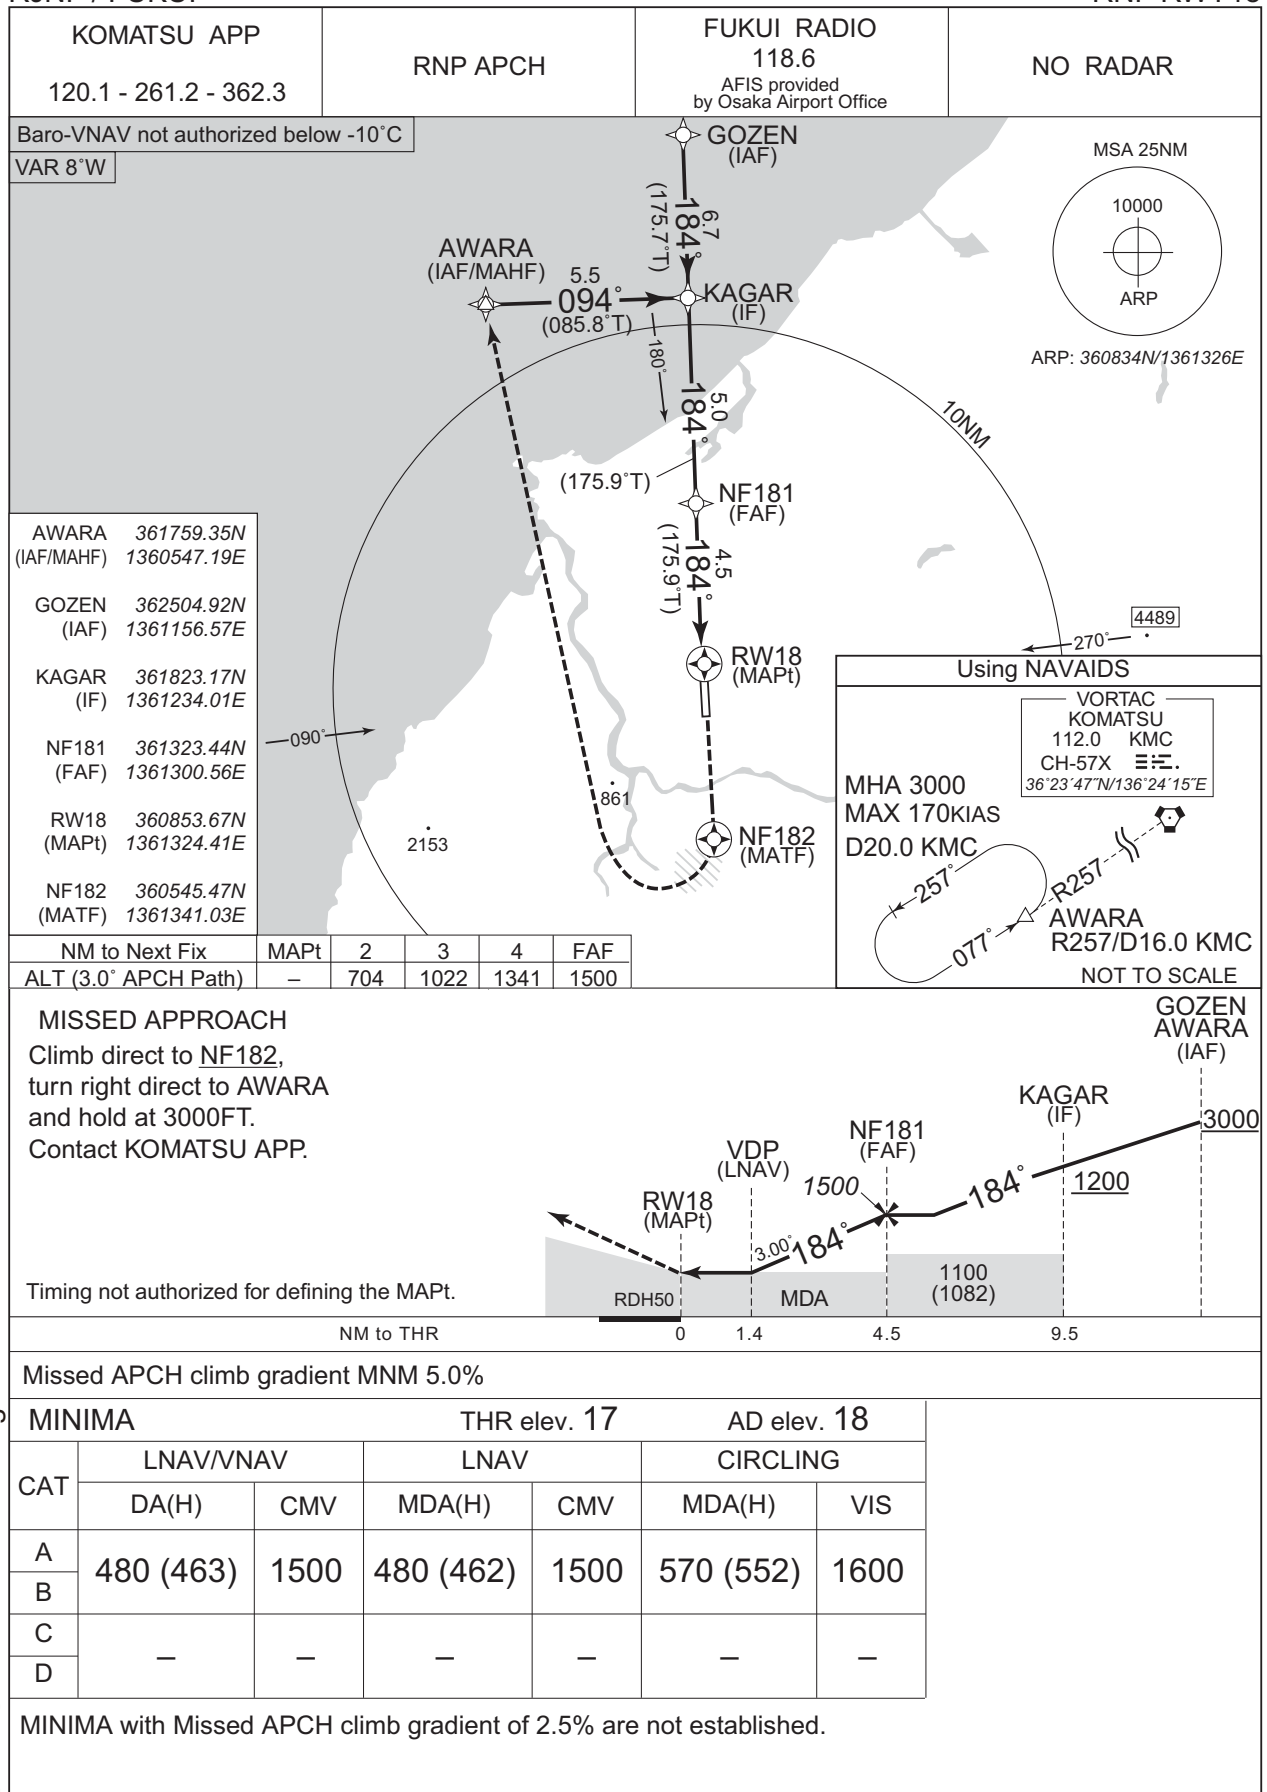 KOMATSU APP
120.1 - 261.2 - 362.3
RNP APCH
FUKUI RADIO
118.6
AFIS provided
by Osaka Airport Office
NO RADAR
Baro-VNAV not authorized below -10˚C
VAR 8˚W
GOZEN
(IAF)
6.7
184˚
(175.7˚T)
MSA 25NM
10000
ARP
ARP: 360834N/1361326E
AWARA
(IAF/MAHF)
5.5
094˚
(085.8˚T)
KAGAR
(IF)
180˚
5.0
184˚
(175.9˚T)
10NM
NF181
(FAF)
4.5
184˚
(175.9˚T)
RW18
(MAPt)
4489
270˚
090˚
861
2153
NF182
(MATF)
AWARA 361759.35N
(IAF/MAHF) 1360547.19E
GOZEN 362504.92N
(IAF) 1361156.57E
KAGAR 361823.17N
(IF) 1361234.01E
NF181 361323.44N
(FAF) 1361300.56E
RW18 360853.67N
(MAPt) 1361324.41E
NF182 360545.47N
(MATF) 1361341.03E
Using NAVAIDS
VORTAC
KOMATSU
112.0 KMC
CH-57X
36˚23´47˝N/136˚24´15˝E
MHA 3000
MAX 170KIAS
D20.0 KMC
257˚
077˚
R257
AWARA
R257/D16.0 KMC
NOT TO SCALE
NM to Next Fix MAPt 2 3 4 FAF
ALT (3.0˚ APCH Path) – 704 1022 1341 1500
MISSED APPROACH
Climb direct to NF182,
turn right direct to AWARA
and hold at 3000FT.
Contact KOMATSU APP.
Timing not authorized for defining the MAPt.
GOZEN
AWARA
(IAF)
3000
KAGAR
(IF)
1200
184˚
NF181
(FAF)
1500
VDP
(LNAV)
3.00˚
184˚
RW18
(MAPt)
RDH50
MDA
1100
(1082)
NM to THR 0 1.4 4.5 9.5
Missed APCH climb gradient MNM 5.0%
MINIMA THR elev. 17 AD elev. 18
CAT LNAV/VNAV LNAV CIRCLING
DA(H) CMV MDA(H) CMV MDA(H) VIS
A
B
480 (463) 1500 480 (462) 1500 570 (552) 1600
C
D
– – – – – –
MINIMA with Missed APCH climb gradient of 2.5% are not established.